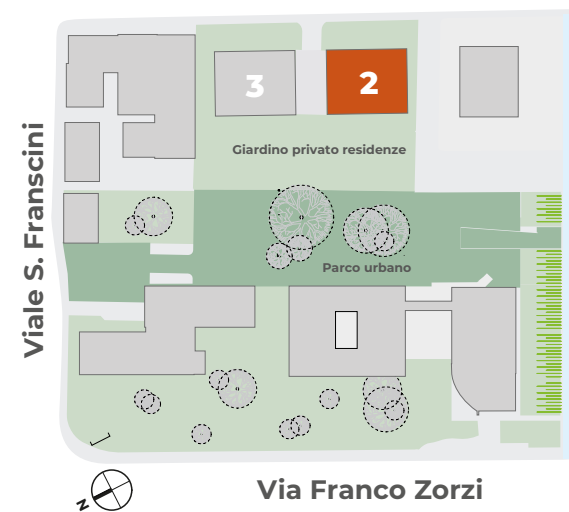 3
2
Giardino privato residenze
Viale S. Franscini
Parco urbano
N
Via Franco Zorzi